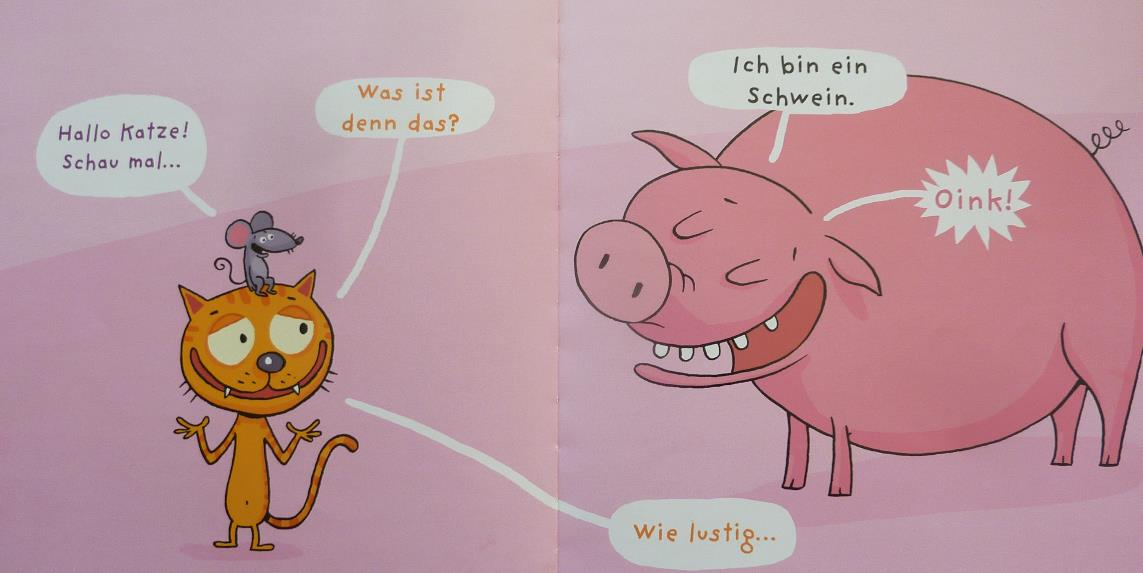 Hallo Katze!
Schau mal...
Was ist
denn das?
Ich bin ein
Schwein.
Oink!
Wie lustig...